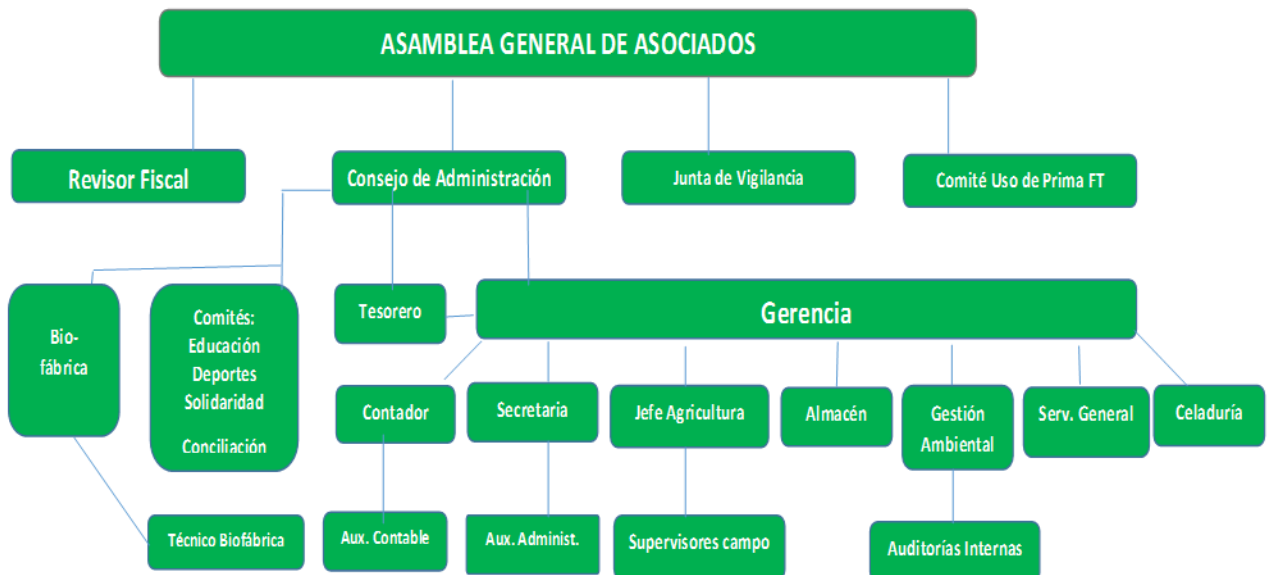 ASAMBLEA GENERAL DE ASOCIADOS
Revisor Fiscal
Consejo de Administración
Junta de Vigilancia
Comité Uso de Prima FT
Bio-
fábrica
Comités:
Educación
Deportes
Solidaridad
Conciliación
Tesorero
Gerencia
Contador
Secretaria
Jefe Agricultura
Almacén
Gestión
Ambiental
Serv. General
Celaduría
Técnico Biofábrica
Aux. Contable
Aux. Administ.
Supervisores campo
Auditorías Internas